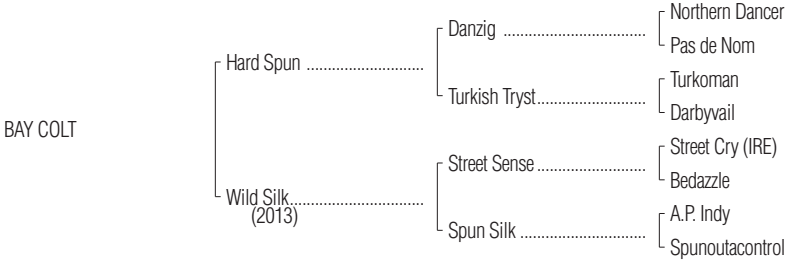 Northern Dancer
Danzig ................................
Pas de Nom
Hard Spun ..........................
Turkoman
Turkish Tryst........................
Darbyvail
BAY COLT
Street Cry (IRE)
Street Sense ........................
Bedazzle
Wild Silk..............................
(2013)
A.P. Indy
Spun Silk ............................
Spunoutacontrol